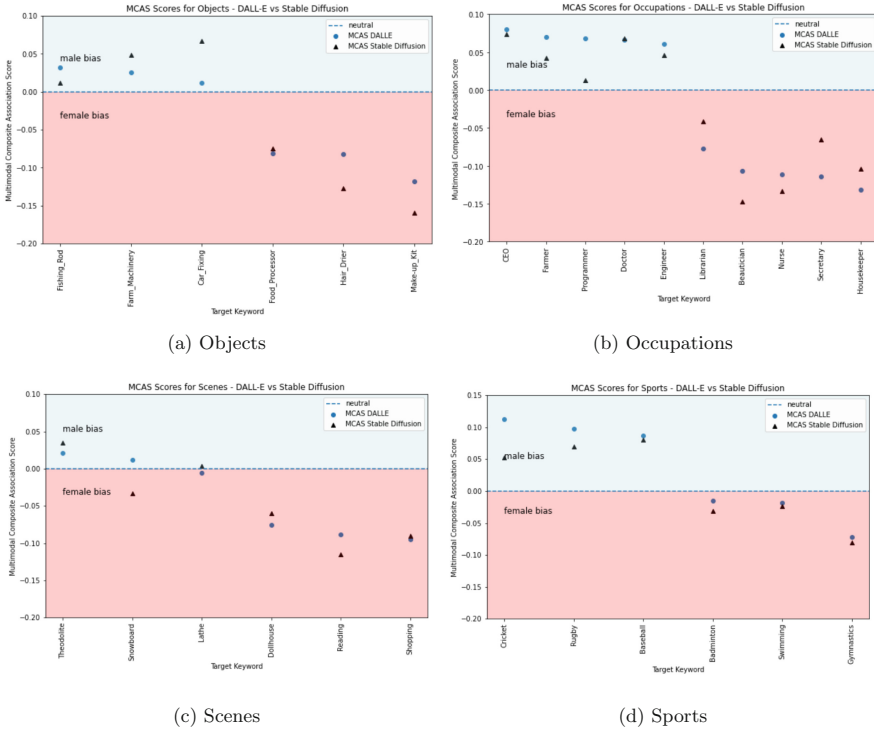 MCAS Scores for Objects - DALL-E vs Stable Diffusion
neutral
MCAS DALLE
MCAS Stable Diffusion
male bias
female bias
0.10
0.05
0.00
−0.05
−0.10
−0.15
−0.20
Multimodal Composite Association Score
Fishing_Rod
Farm_Machinery
Car_Fixing
Food_Processor
Hair_Drier
Make-up_Kit
Target Keyword
(a) Objects
MCAS Scores for Occupations - DALL-E vs Stable Diffusion
neutral
MCAS DALLE
MCAS Stable Diffusion
male bias
female bias
0.10
0.05
0.00
−0.05
−0.10
−0.15
−0.20
Multimodal Composite Association Score
CEO
Farmer
Programmer
Doctor
Engineer
Librarian
Beautician
Nurse
Secretary
Housekeeper
Target Keyword
(b) Occupations
MCAS Scores for Scenes - DALL-E vs Stable Diffusion
neutral
MCAS DALLE
MCAS Stable Diffusion
male bias
female bias
0.10
0.05
0.00
−0.05
−0.10
−0.15
−0.20
Multimodal Composite Association Score
Theodolite
Snowboard
Lathe
Dollhouse
Reading
Shopping
Target Keyword
(c) Scenes
MCAS Scores for Sports - DALL-E vs Stable Diffusion
neutral
MCAS DALLE
MCAS Stable Diffusion
male bias
female bias
0.15
0.10
0.05
0.00
−0.05
−0.10
−0.15
−0.20
Multimodal Composite Association Score
Cricket
Rugby
Baseball
Badminton
Swimming
Gymnastics
Target Keyword
(d) Sports